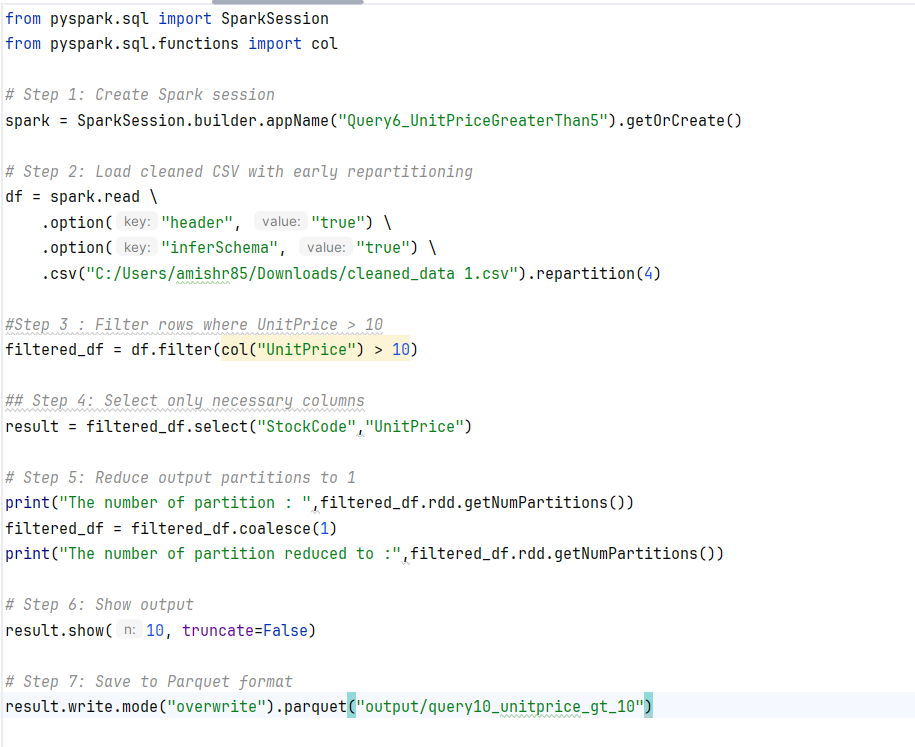 from pyspark.sql import SparkSession
from pyspark.sql.functions import col
# Step 1: Create Spark session
spark = SparkSession.builder.appName("Query6_UnitPriceGreaterThan5").getOrCreate()
# Step 2: Load cleaned CSV with early repartitioning
df = spark.read \
.option( key: "header", value: "true") \
.option( key: "inferSchema", value: "true") \
.csv("C:/Users/amishr85/Downloads/cleaned_data 1.csv").repartition(4)
#Step 3 : Filter rows where UnitPrice > 10
filtered_df = df.filter(col("UnitPrice") > 10)
## Step 4: Select only necessary columns
result = filtered_df.select("StockCode","UnitPrice")
# Step 5: Reduce output partitions to 1
print("The number of partition : ",filtered_df.rdd.getNumPartitions())
filtered_df = filtered_df.coalesce(1)
print("The number of partition reduced to :",filtered_df.rdd.getNumPartitions())
# Step 6: Show output
result.show( n: 10, truncate=False)
# Step 7: Save to Parquet format
result.write.mode("overwrite").parquet("output/query10_unitprice_gt_10")